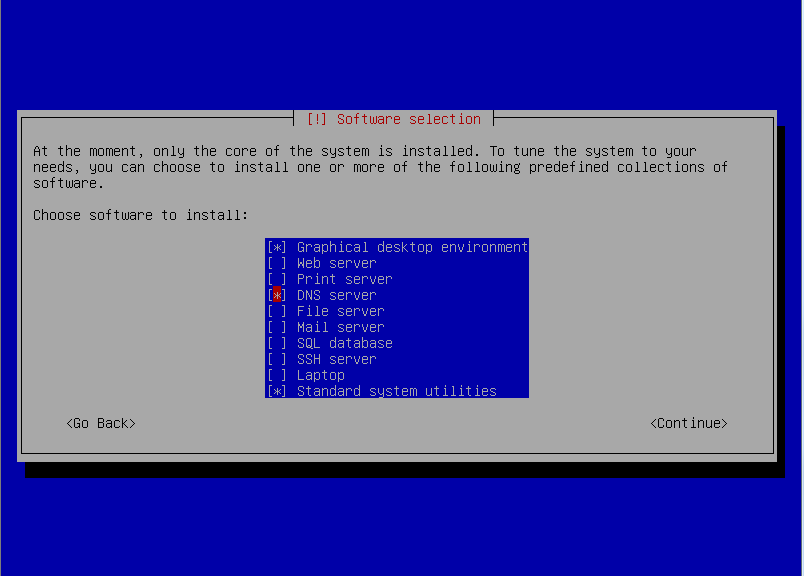 [!] Software selection
At the moment, only the core of the system is installed. To tune the system to your
needs, you can choose to install one or more of the following predefined collections of
software.
Choose software to install:
[*] Graphical desktop environment
[ ] Web server
[ ] Print server
[*] DNS server
[ ] File server
[ ] Mail server
[ ] SQL database
[ ] SSH server
[ ] Laptop
[*] Standard system utilities
<Go Back> <Continue>